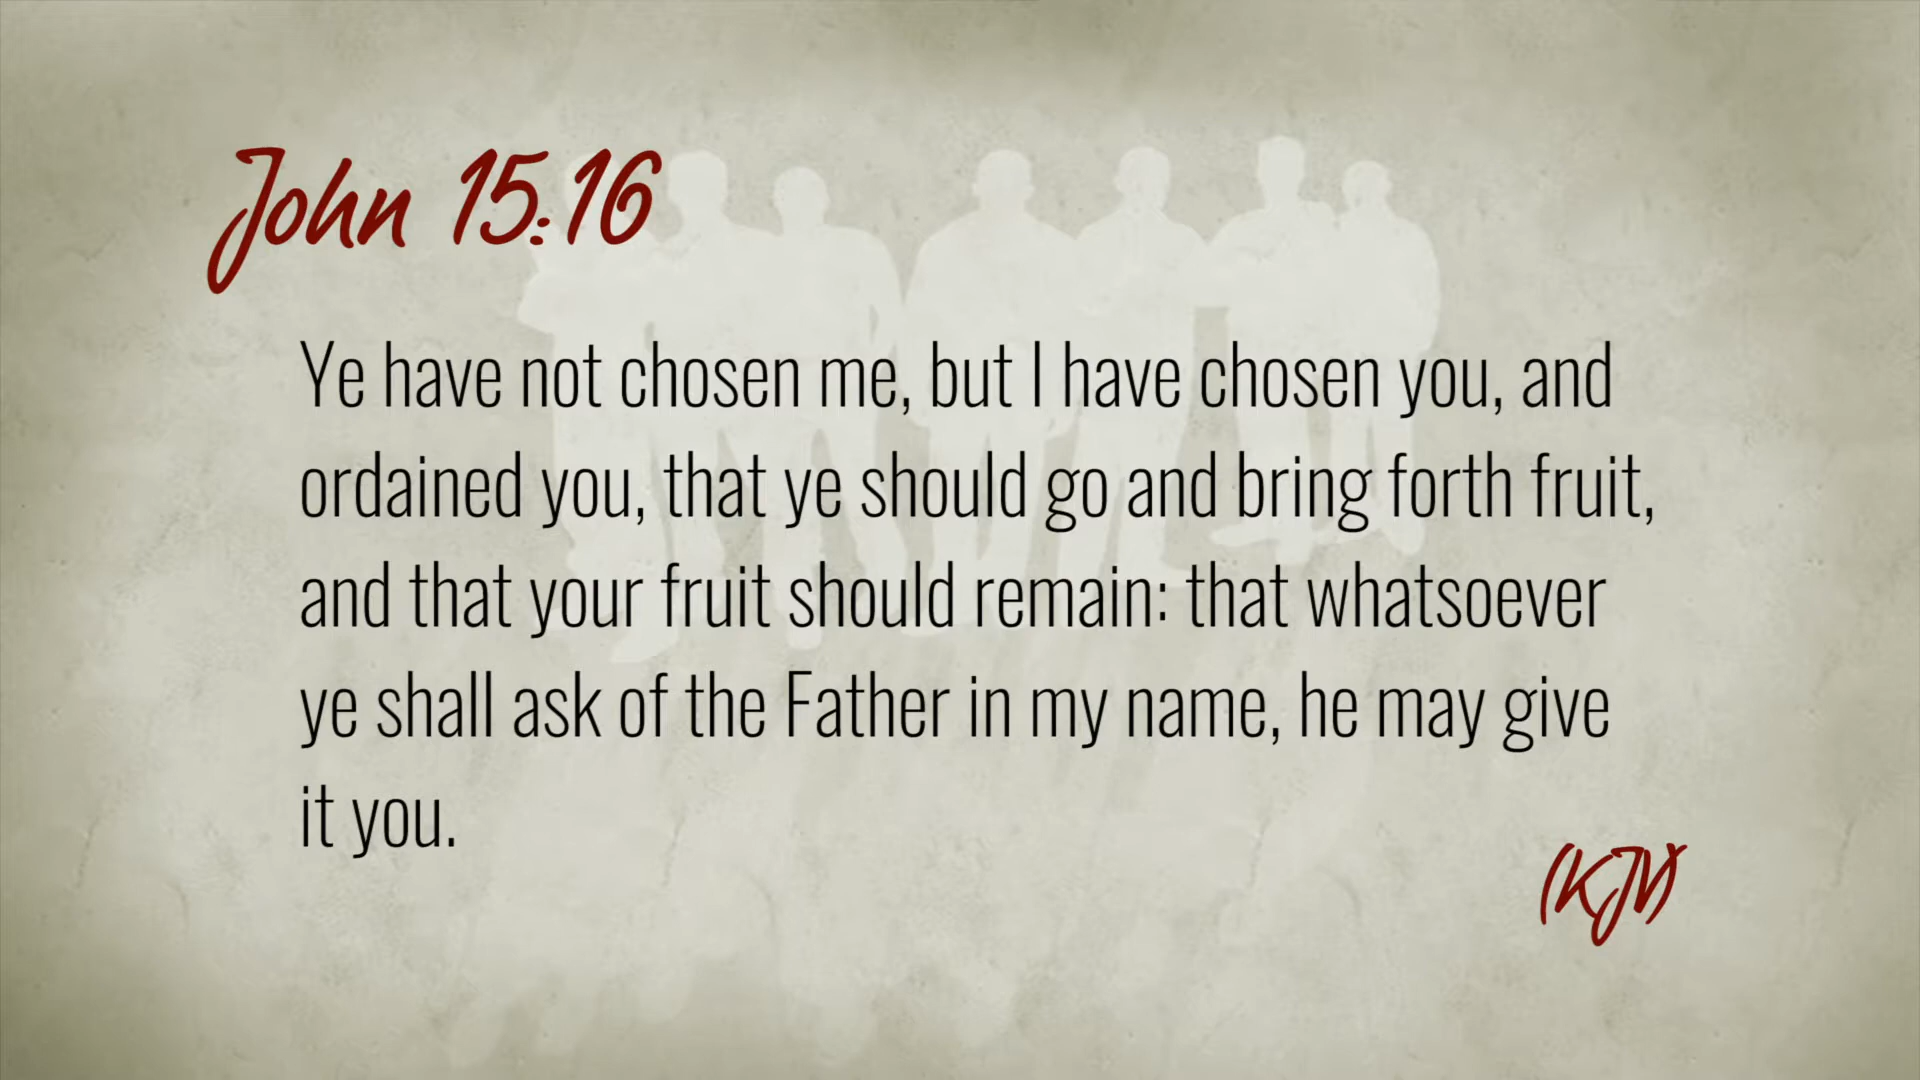 John 15:16
Ye have not chosen me, but I have chosen you, and
ordained you, that ye should go and bring forth fruit,
and that your fruit should remain: that whatsoever
ye shall ask of the Father in my name, he may give
it you.
(KJV)